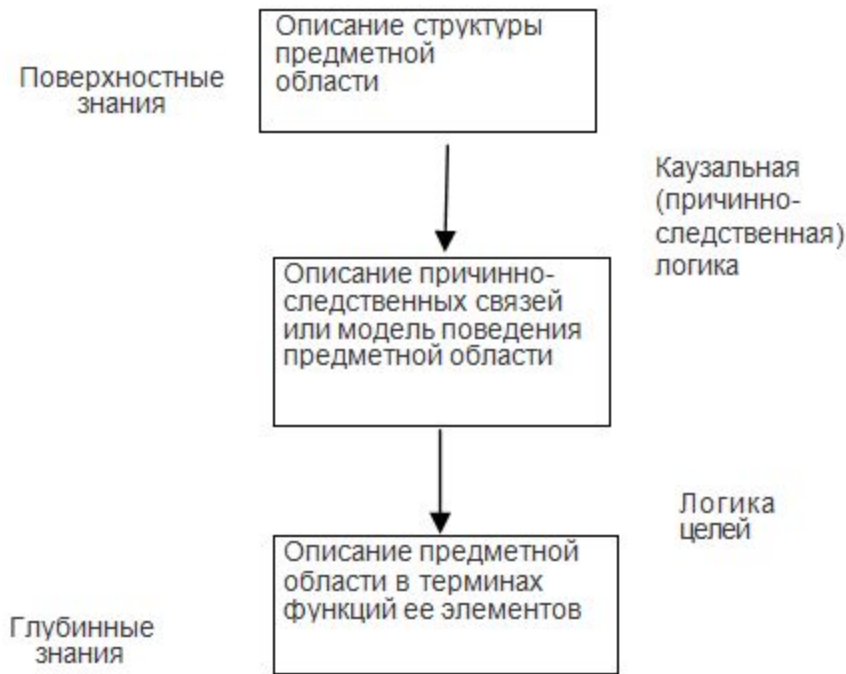 Описание структуры
предметной
области
Поверхностные
знания
Каузальная
(причинно-
следственная)
логика
Описание причинно-
следственных связей
или модель поведения
предметной области
Логика
целей
Описание предметной
области в терминах
функций ее элементов
Глубинные
знания